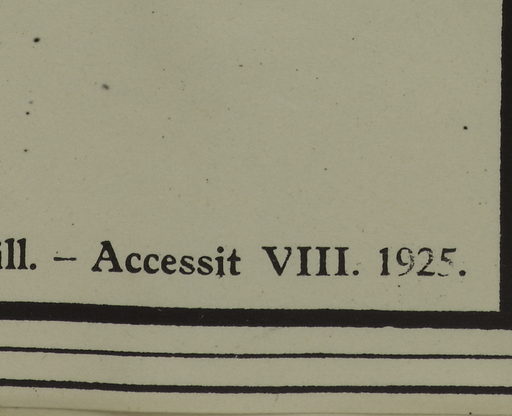 ill. – Accessit VIII. 1925.